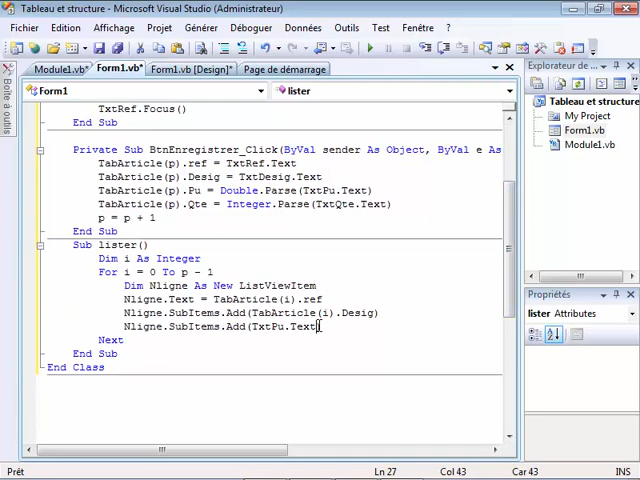 Tableau et structure - Microsoft Visual Studio (Administrateur)
Fichier Edition Affichage Projet Générer Déboguer Données Outils Test Fenêtre ?
Module1.vb* Form1.vb* Form1.vb [Design]* Page de démarrage
Explorateur de
Boîte à outils
Form1 lister
Tableau et structure
My Project
Form1.vb
Module1.vb
TxtRef.Focus()
End Sub
Private Sub BtnEnregistrer_Click(ByVal sender As Object, ByVal e As
TabArticle(p).ref = TxtRef.Text
TabArticle(p).Desig = TxtDesig.Text
TabArticle(p).Pu = Double.Parse(TxtPu.Text)
TabArticle(p).Qte = Integer.Parse(TxtQte.Text)
p = p + 1
End Sub
Sub lister()
Dim i As Integer
For i = 0 To p - 1
Dim Nligne As New ListViewItem
Nligne.Text = TabArticle(i).ref
Nligne.SubItems.Add(TabArticle(i).Desig)
Nligne.SubItems.Add(TxtPu.Text)
Next
End Sub
End Class
Propriétés
lister Attributes
Prêt Ln 27 Col 43 Car 43 INS